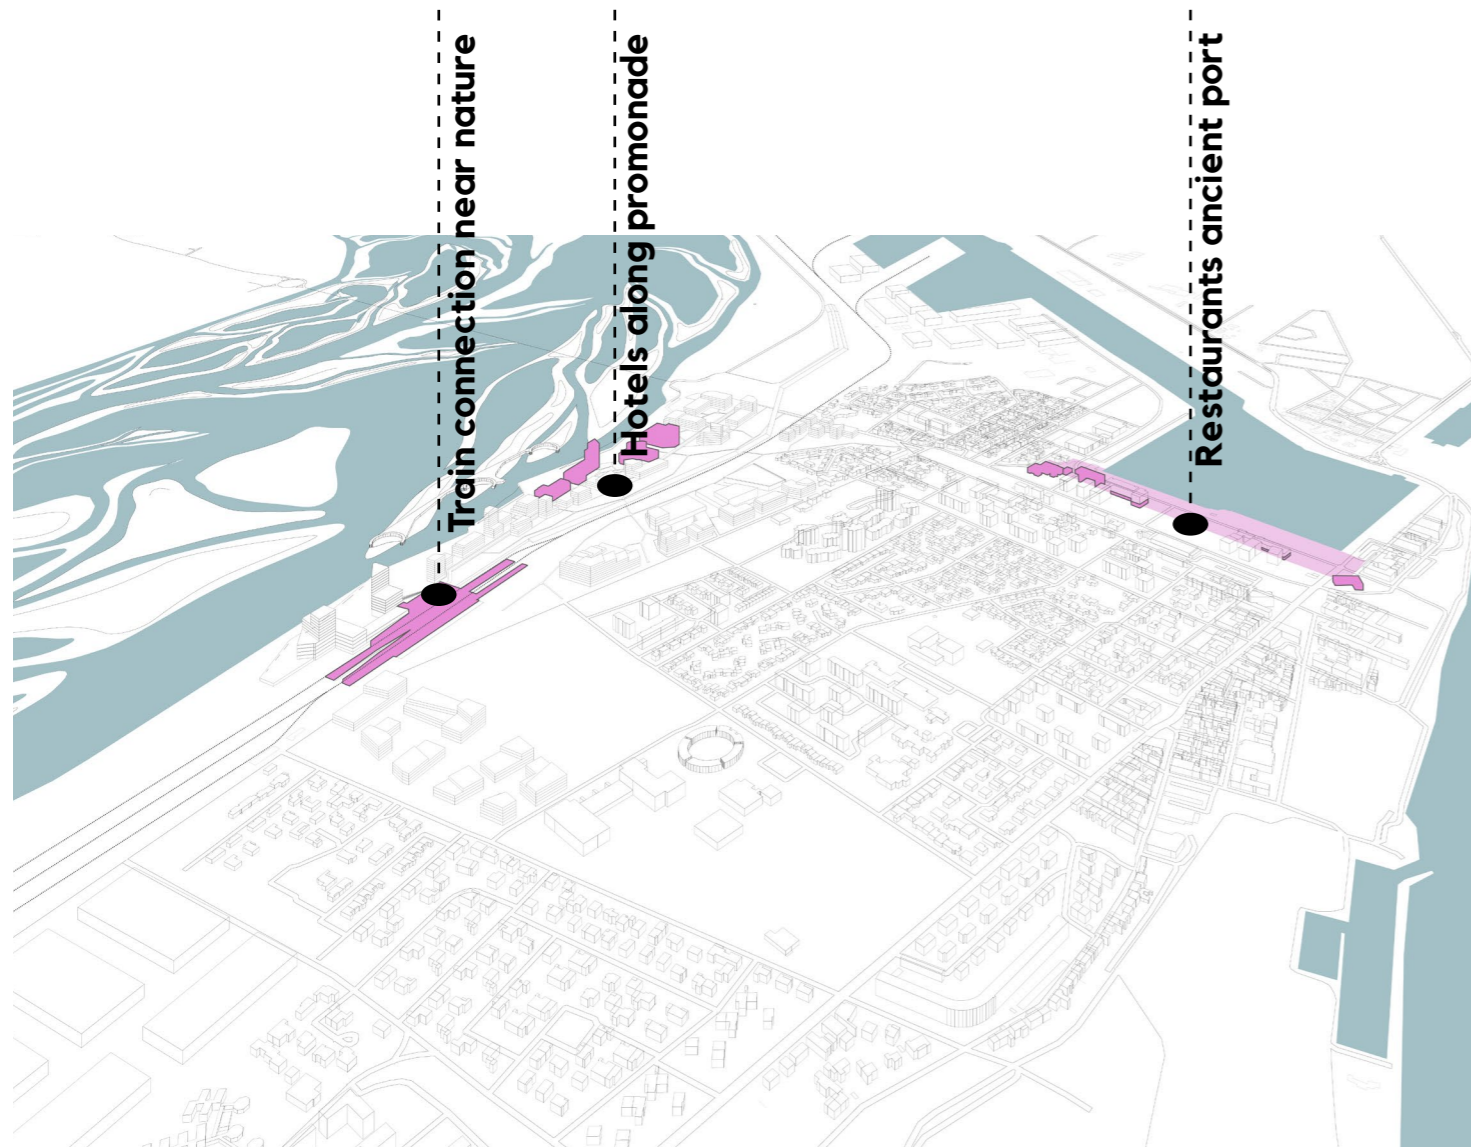 Train connection near nature
Hotels along promonade
Restaurants ancient port